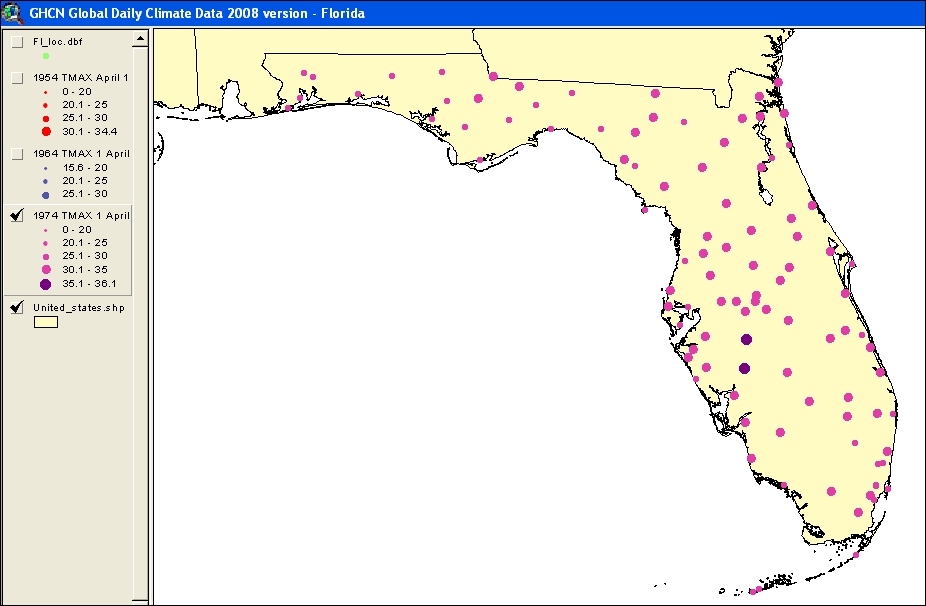 GHCN Global Daily Climate Data 2008 version - Florida
Fl_loc.dbf
1954 TMAX April 1
0 - 20
20.1 - 25
25.1 - 30
30.1 - 34.4
1964 TMAX 1 April
15.6 - 20
20.1 - 25
25.1 - 30
1974 TMAX 1 April
0 - 20
20.1 - 25
25.1 - 30
30.1 - 35
35.1 - 36.1
United_states.shp